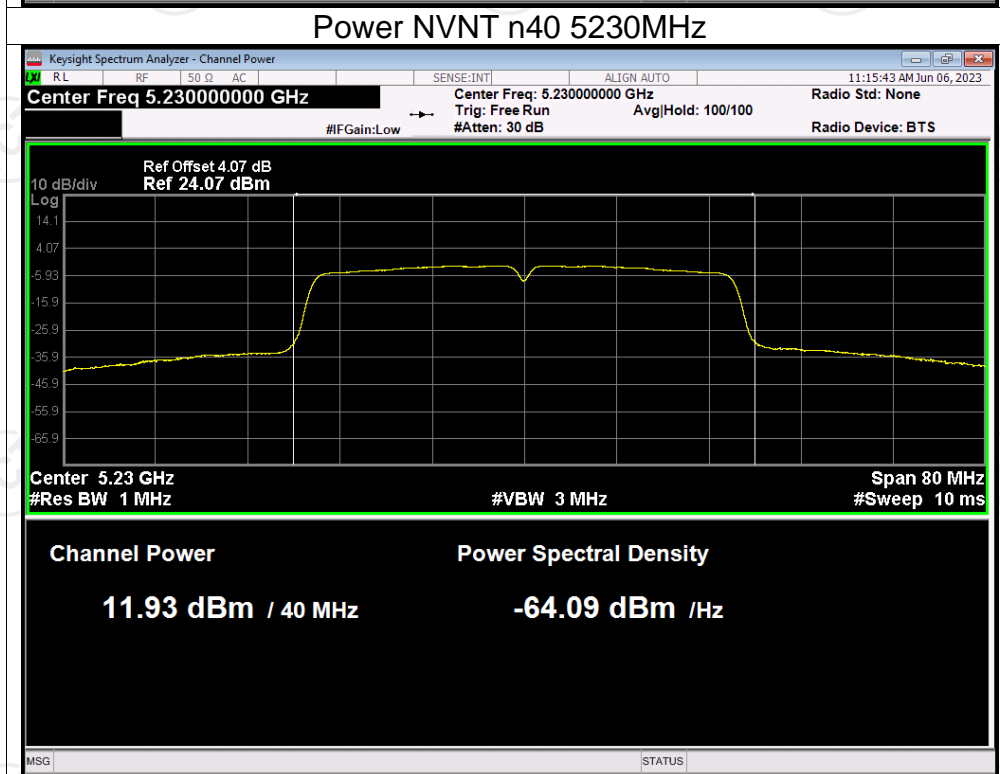 Power NVNT n40 5230MHz
Keysight Spectrum Analyzer - Channel Power
LXI RL RF 50 Ω AC SENSE:INT ALIGN AUTO 11:15:43 AM Jun 06, 2023
Center Freq 5.230000000 GHz Center Freq: 5.230000000 GHz Radio Std: None
Trig: Free Run Avg|Hold: 100/100
#IFGain:Low #Atten: 30 dB Radio Device: BTS
Ref Offset 4.07 dB
10 dB/div Ref 24.07 dBm
Log
14.1
4.07
-5.93
-15.9
-25.9
-35.9
-45.9
-55.9
-65.9
Center 5.23 GHz Span 80 MHz
#Res BW 1 MHz #VBW 3 MHz #Sweep 10 ms
Channel Power Power Spectral Density
11.93 dBm / 40 MHz -64.09 dBm /Hz
MSG STATUS